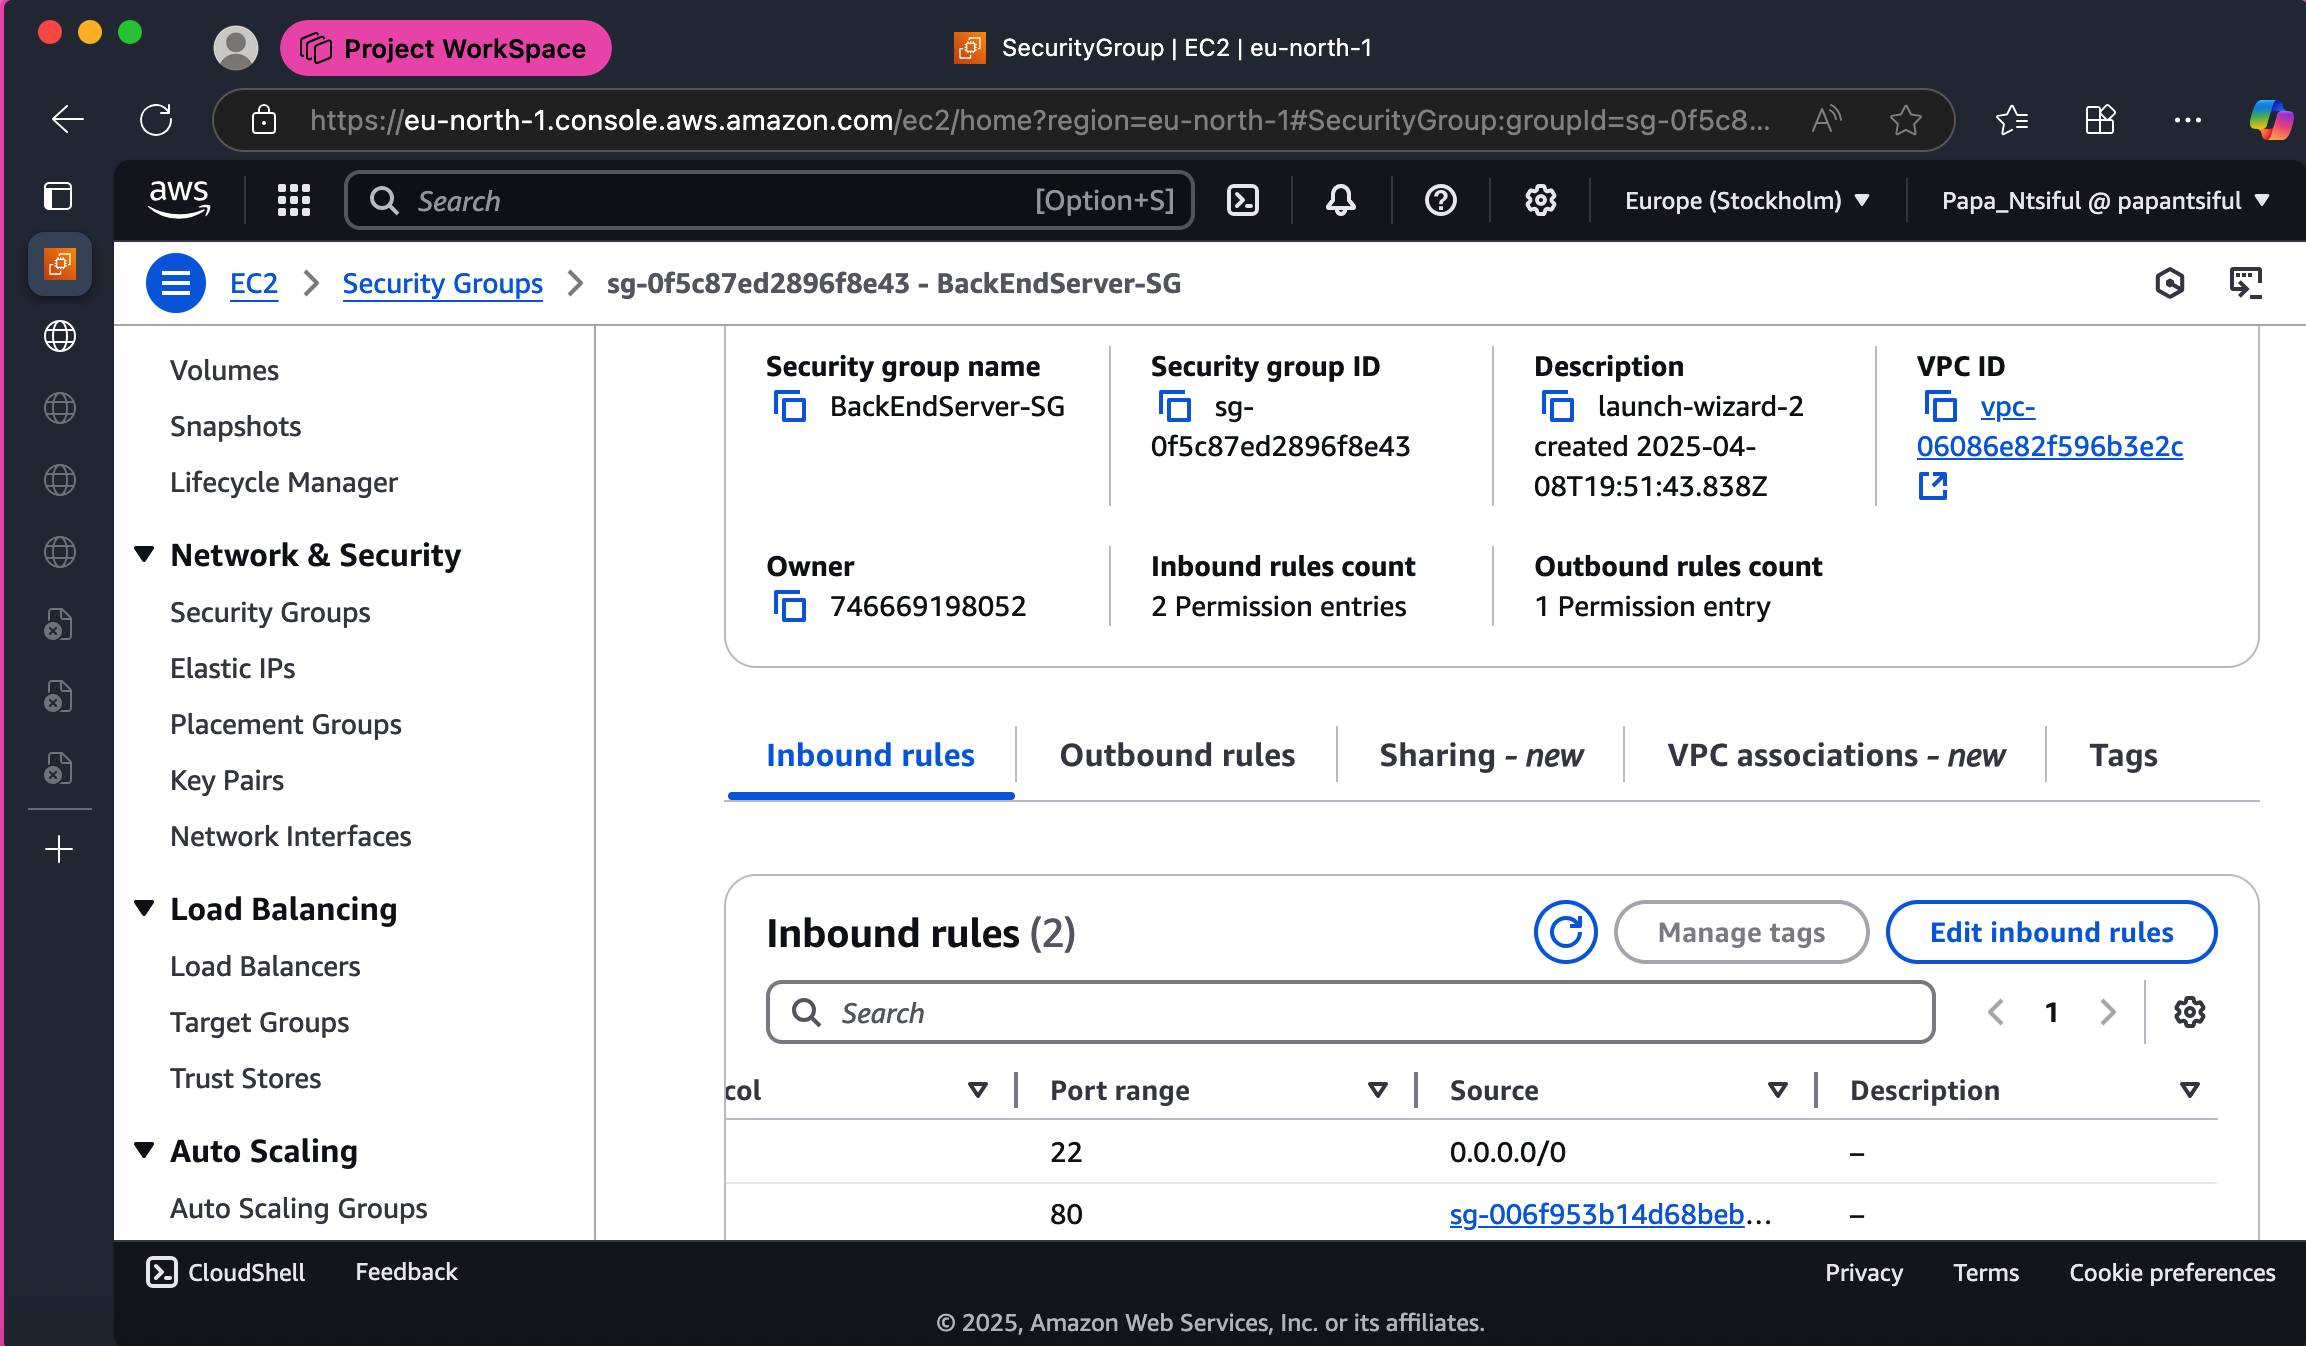 Project WorkSpace
SecurityGroup | EC2 | eu-north-1
https://eu-north-1.console.aws.amazon.com/ec2/home?region=eu-north-1#SecurityGroup:groupId=sg-0f5c8...
aws
Search
[Option+S]
Europe (Stockholm)
Papa_Ntsiful @ papantsiful
EC2
Security Groups
sg-0f5c87ed2896f8e43 - BackEndServer-SG
Volumes
Snapshots
Lifecycle Manager
Network & Security
Security Groups
Elastic IPs
Placement Groups
Key Pairs
Network Interfaces
Load Balancing
Load Balancers
Target Groups
Trust Stores
Auto Scaling
Auto Scaling Groups
Security group name
BackEndServer-SG
Security group ID
sg-
0f5c87ed2896f8e43
Description
launch-wizard-2
created 2025-04-
08T19:51:43.838Z
VPC ID
vpc-
06086e82f596b3e2c
Owner
746669198052
Inbound rules count
2 Permission entries
Outbound rules count
1 Permission entry
Inbound rules
Outbound rules
Sharing - new
VPC associations - new
Tags
Inbound rules (2)
Manage tags
Edit inbound rules
Search
1
col
Port range
Source
Description
22
0.0.0.0/0
–
80
sg-006f953b14d68beb...
–
CloudShell
Feedback
Privacy
Terms
Cookie preferences
© 2025, Amazon Web Services, Inc. or its affiliates.